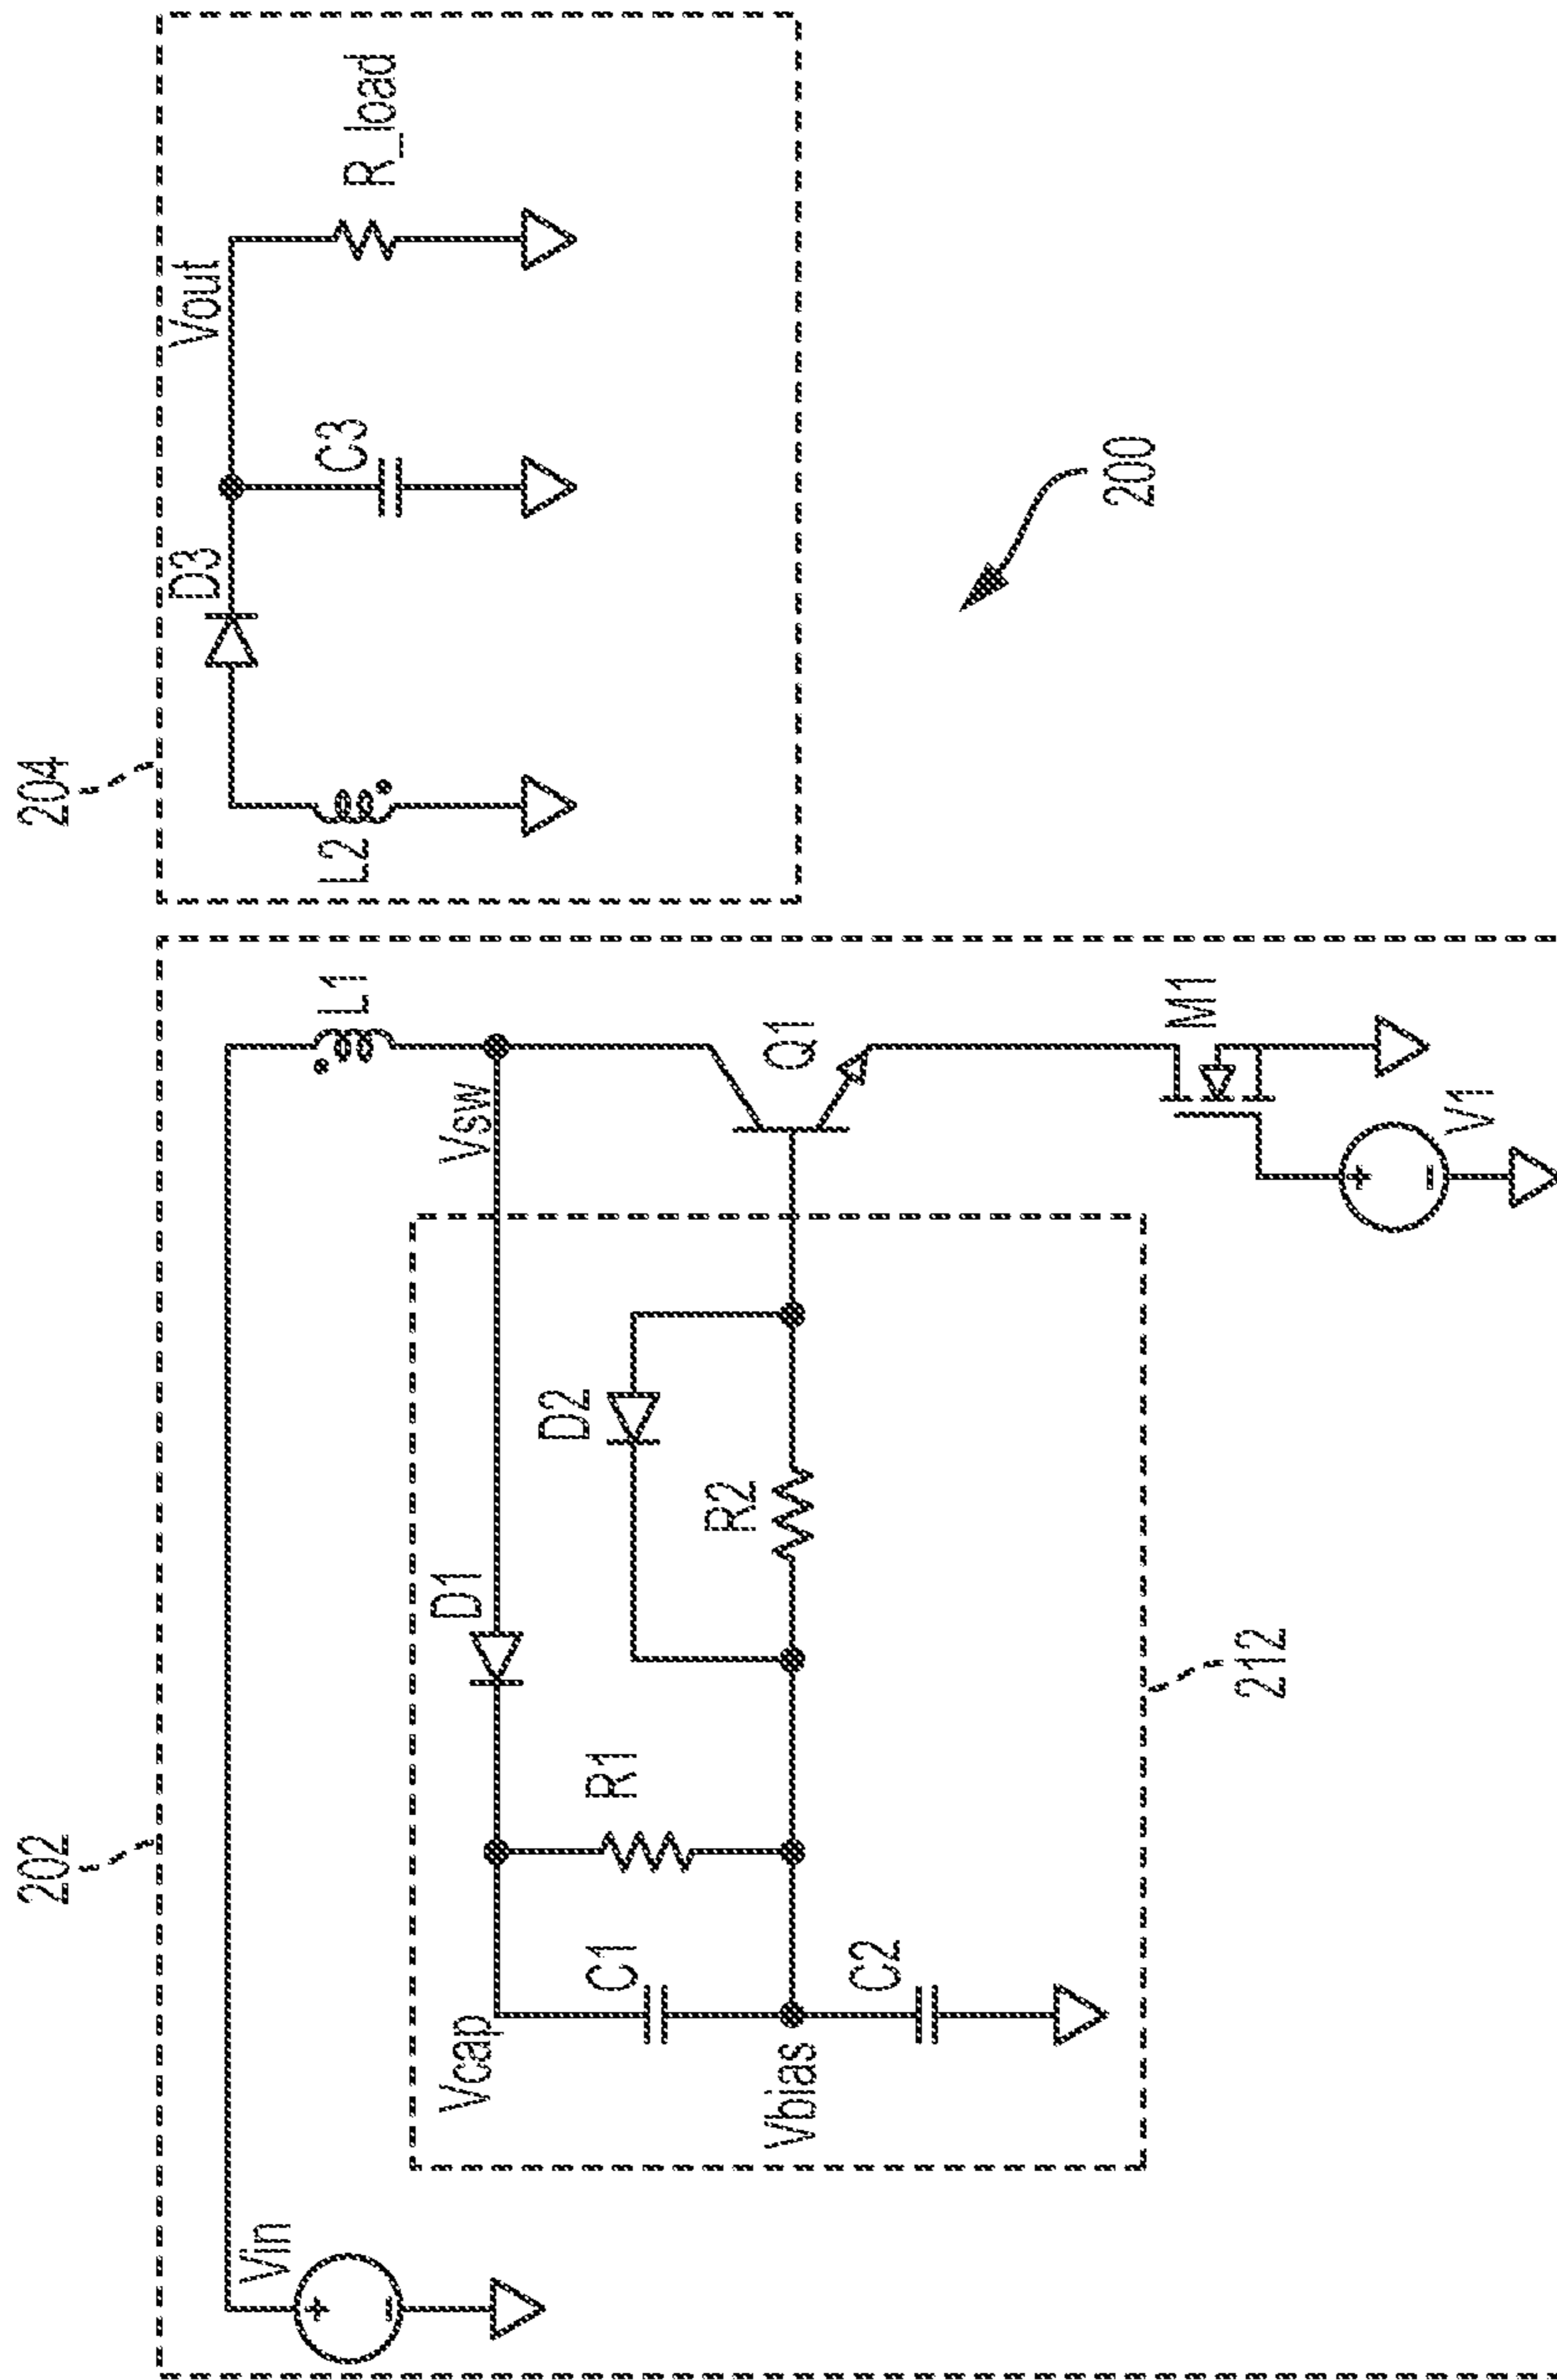 202
204
Vin
L1
L2
D3
Vout
C3
R_load
Vcap
D1
Vsw
C1
R1
D2
Vbias
R2
Q1
C2
M1
V1
212
200